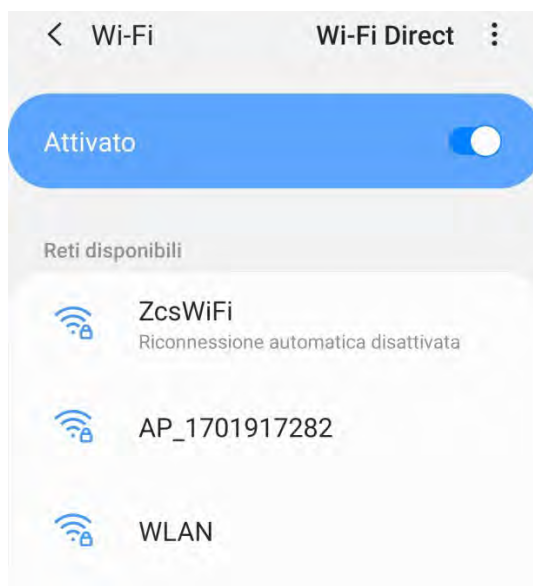 Wi-Fi Wi-Fi Direct
Attivato
Reti disponibili
ZcsWiFi
Riconnessione automatica disattivata
AP_1701917282
WLAN